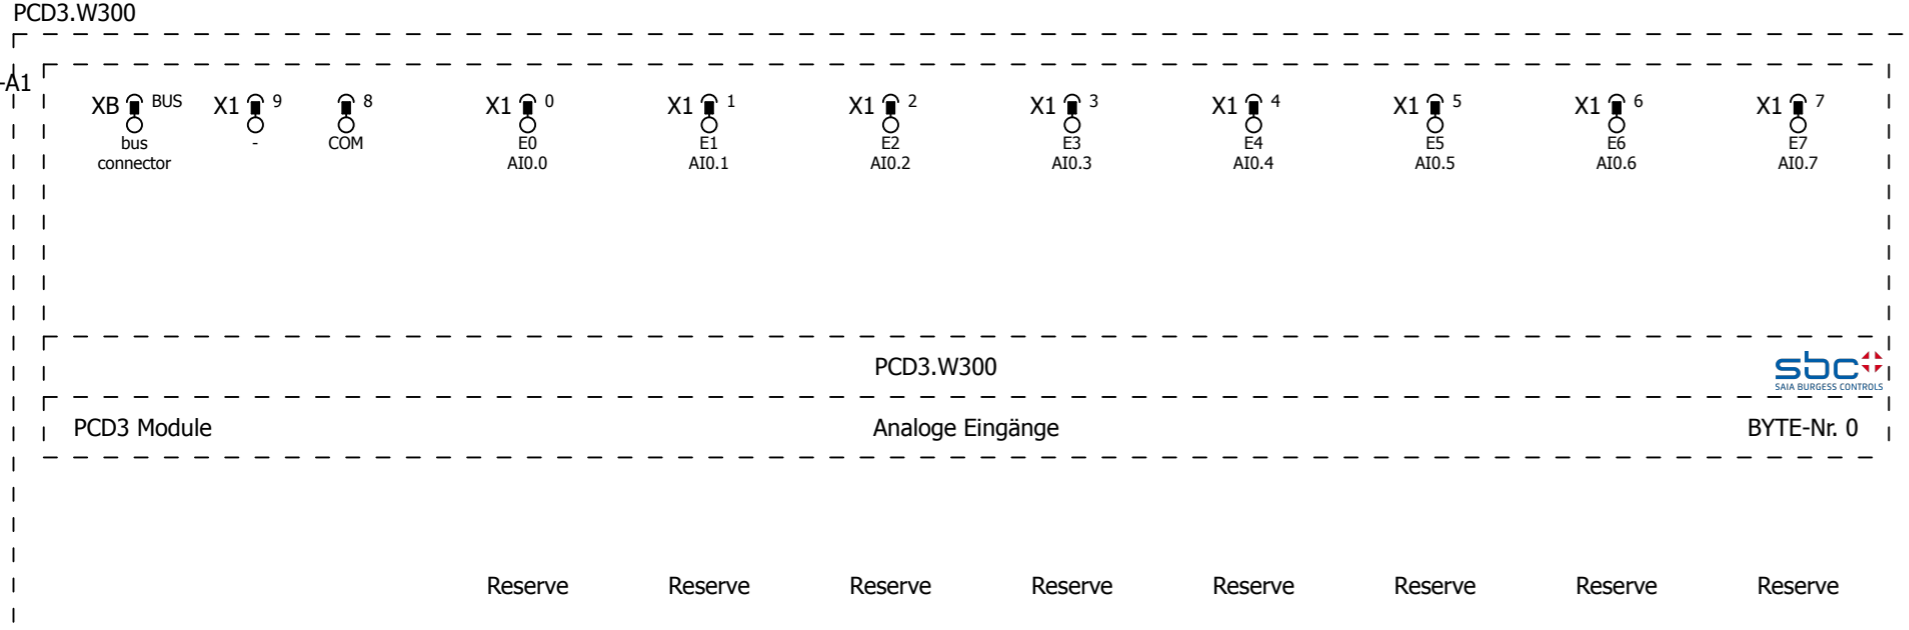 PCD3.W300
-A1
XB BUS X1 9 8 X1 0 X1 1 X1 2 X1 3 X1 4 X1 5 X1 6 X1 7
bus - COM E0 E1 E2 E3 E4 E5 E6 E7
connector AI0.0 AI0.1 AI0.2 AI0.3 AI0.4 AI0.5 AI0.6 AI0.7
PCD3.W300
sbc
SAIA BURGESS CONTROLS
PCD3 Module Analoge Eingänge BYTE-Nr. 0
Reserve Reserve Reserve Reserve Reserve Reserve Reserve Reserve